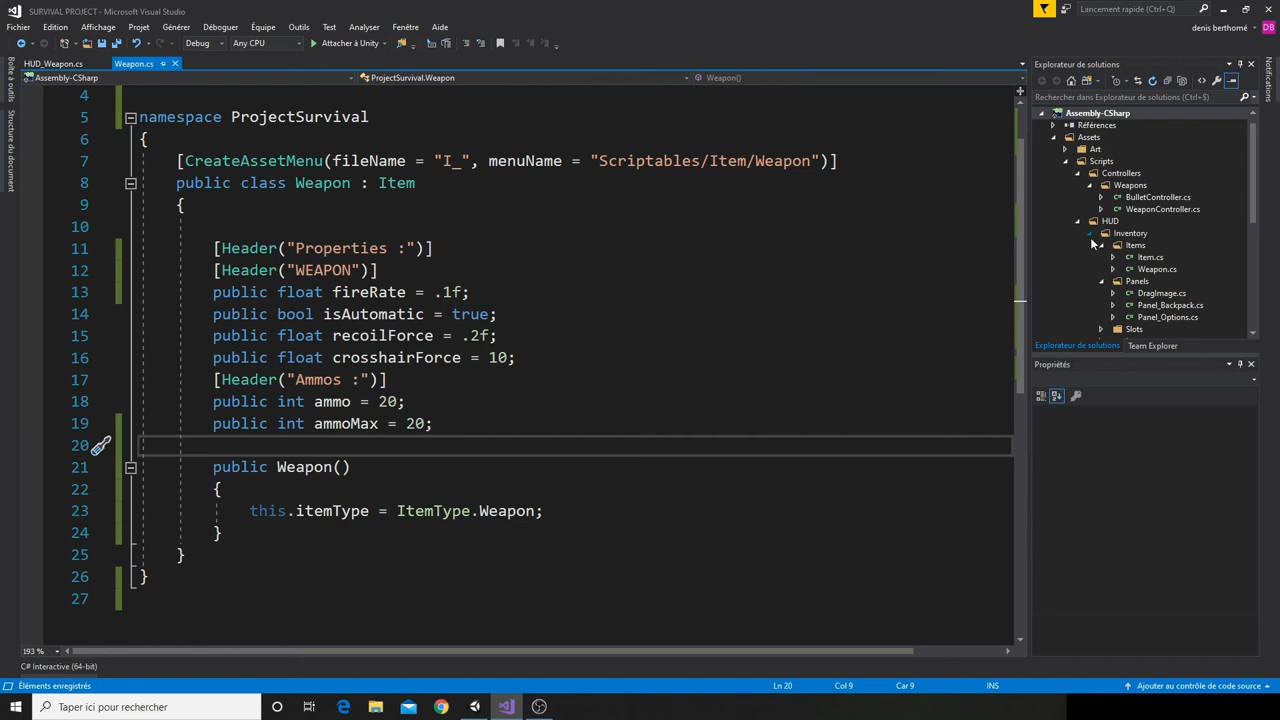 SURVIVAL PROJECT - Microsoft Visual Studio
Lancement rapide (Ctrl+Q)
Fichier Edition Affichage Projet Générer Déboguer Équipe Outils Test Analyser Fenêtre Aide
denis berthomé DB
Debug Any CPU Attacher à Unity
HUD_Weapon.cs Weapon.cs
Assembly-CSharp ProjectSurvival.Weapon Weapon()
Boîte à outils
Structure du document
4
5 namespace ProjectSurvival
6 {
7 [CreateAssetMenu(fileName = "I_", menuName = "Scriptables/Item/Weapon")]
8 public class Weapon : Item
9 {
10
11 [Header("Properties :")]
12 [Header("WEAPON")]
13 public float fireRate = .1f;
14 public bool isAutomatic = true;
15 public float recoilForce = .2f;
16 public float crosshairForce = 10;
17 [Header("Ammos :")]
18 public int ammo = 20;
19 public int ammoMax = 20;
20
21 public Weapon()
22 {
23 this.itemType = ItemType.Weapon;
24 }
25 }
26 }
27
193 %
Explorateur de solutions
Rechercher dans Explorateur de solutions (Ctrl+$)
Assembly-CSharp
Références
Assets
Art
Scripts
Controllers
Weapons
BulletController.cs
WeaponController.cs
HUD
Inventory
Items
Item.cs
Weapon.cs
Panels
DragImage.cs
Panel_Backpack.cs
Panel_Options.cs
Slots
Explorateur de solutions Team Explorer
Propriétés
Notifications
C# Interactive (64-bit)
Éléments enregistrés Ln 20 Col 9 Car 9 INS Ajouter au contrôle de code source
Taper ici pour rechercher